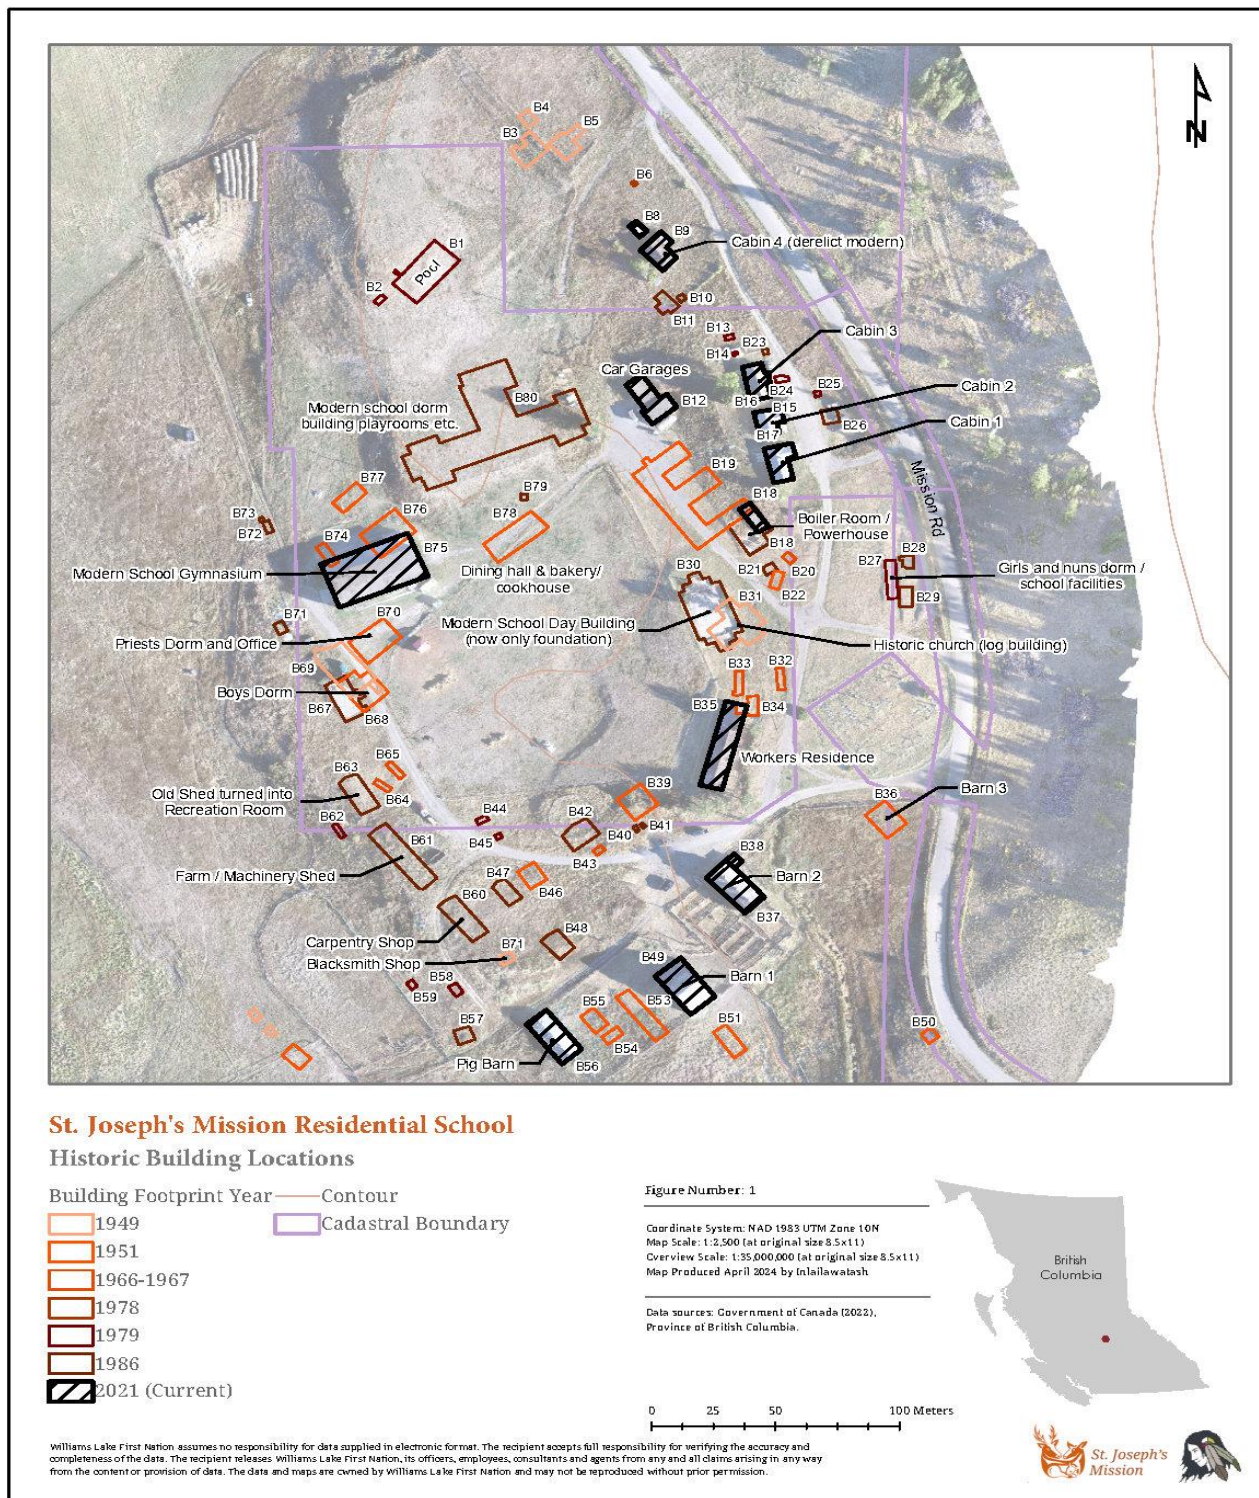 B4
B3
B5
B6
B8
B9
Cabin 4 (derelict modern)
N
B1
Pool
B2
B10
B11
B13
B23
Cabin 3
B14
Car Garages
B24
B25
Cabin 2
B16
B15
B12
B26
B80
Modern school dorm
building playrooms etc.
B17
Cabin 1
B19
Mission Rd
B77
B79
B18
B73
B72
B76
B78
Boiler Room /
Powerhouse
B74
B75
B18
B28
B27
Modern School Gymnasium
Dining hall & bakery/
cookhouse
B30
B21
B20
Girls and nuns dorm /
school facilities
B22
B31
B29
B71
B70
Modern School Day Building
(now only foundation)
Priests Dorm and Office
Historic church (log building)
B69
B33
B32
Boys Dorm
B67
B68
B35
B34
Workers Residence
B65
B63
Old Shed turned into
Recreation Room
B64
B39
B36
Barn 3
B62
B44
B42
B61
B45
B40
B41
B43
B38
Farm / Machinery Shed
B47
B46
Barn 2
B60
B37
Carpentry Shop
B48
B71
Blacksmith Shop
B49
Barn 1
B58
B59
B55
B53
B57
B51
B50
B54
Pig Barn
B56
St. Joseph's Mission Residential School
Historic Building Locations
Building Footprint Year
Contour
1949
Cadastral Boundary
1951
1966-1967
1978
1979
1986
2021 (Current)
Figure Number: 1
Coordinate System: NAD 1983 UTM Zone 10N
Map Scale: 1:2,500 (at original size 8.5x11)
Overview Scale: 1:35,000,000 (at original size 8.5x11)
Map Produced April 2024 by Inlailawatash
Data sources: Government of Canada (2022),
Province of British Columbia.
British
Columbia
0 25 50 100 Meters
Williams Lake First Nation assumes no responsibility for data supplied in electronic format. The recipient accepts full responsibility for verifying the accuracy and
completeness of the data. The recipient releases Williams Lake First Nation, its officers, employees, consultants and agents from any and all claims arising in any way
from the content or provision of data. The data and maps are owned by Williams Lake First Nation and may not be reproduced without prior permission.
St. Joseph's
Mission